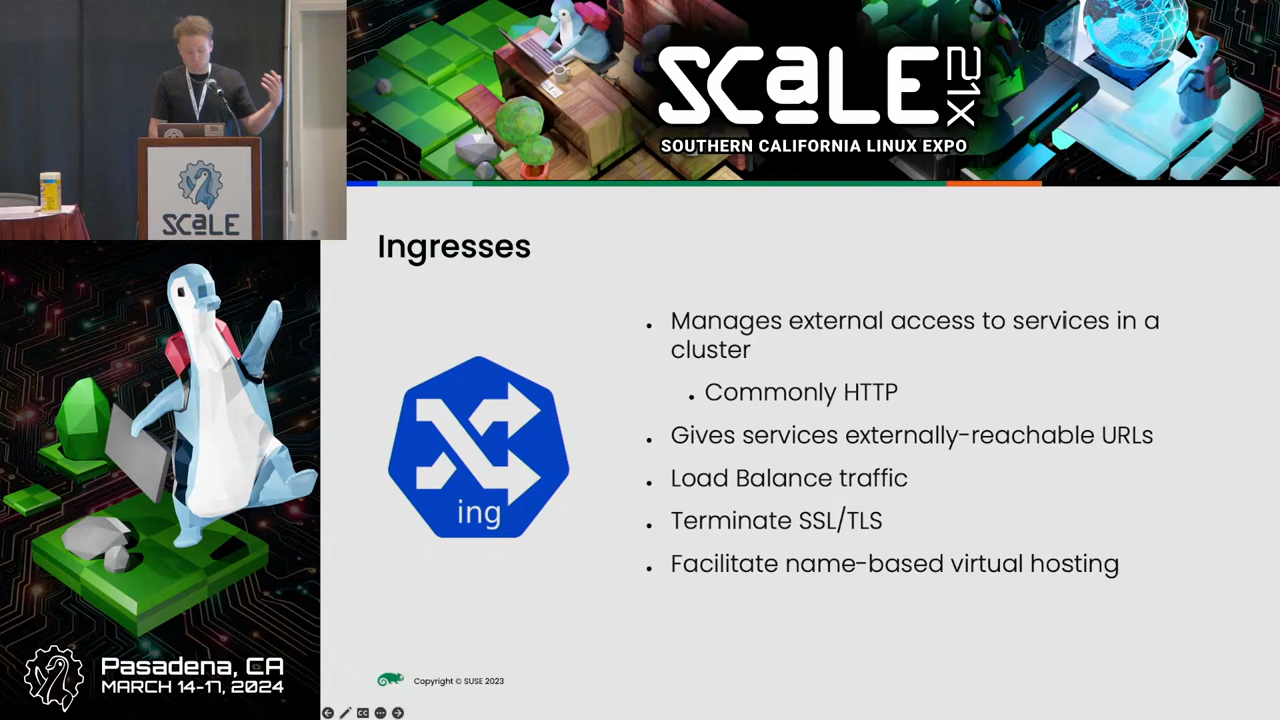 SCaLE
21X
SOUTHERN CALIFORNIA LINUX EXPO
SCaLE
Ingresses
Manages external access to services in a
cluster
Commonly HTTP
Gives services externally-reachable URLs
Load Balance traffic
Terminate SSL/TLS
Facilitate name-based virtual hosting
ing
Pasadena, CA
MARCH 14-17, 2024
Copyright © SUSE 2023
CC